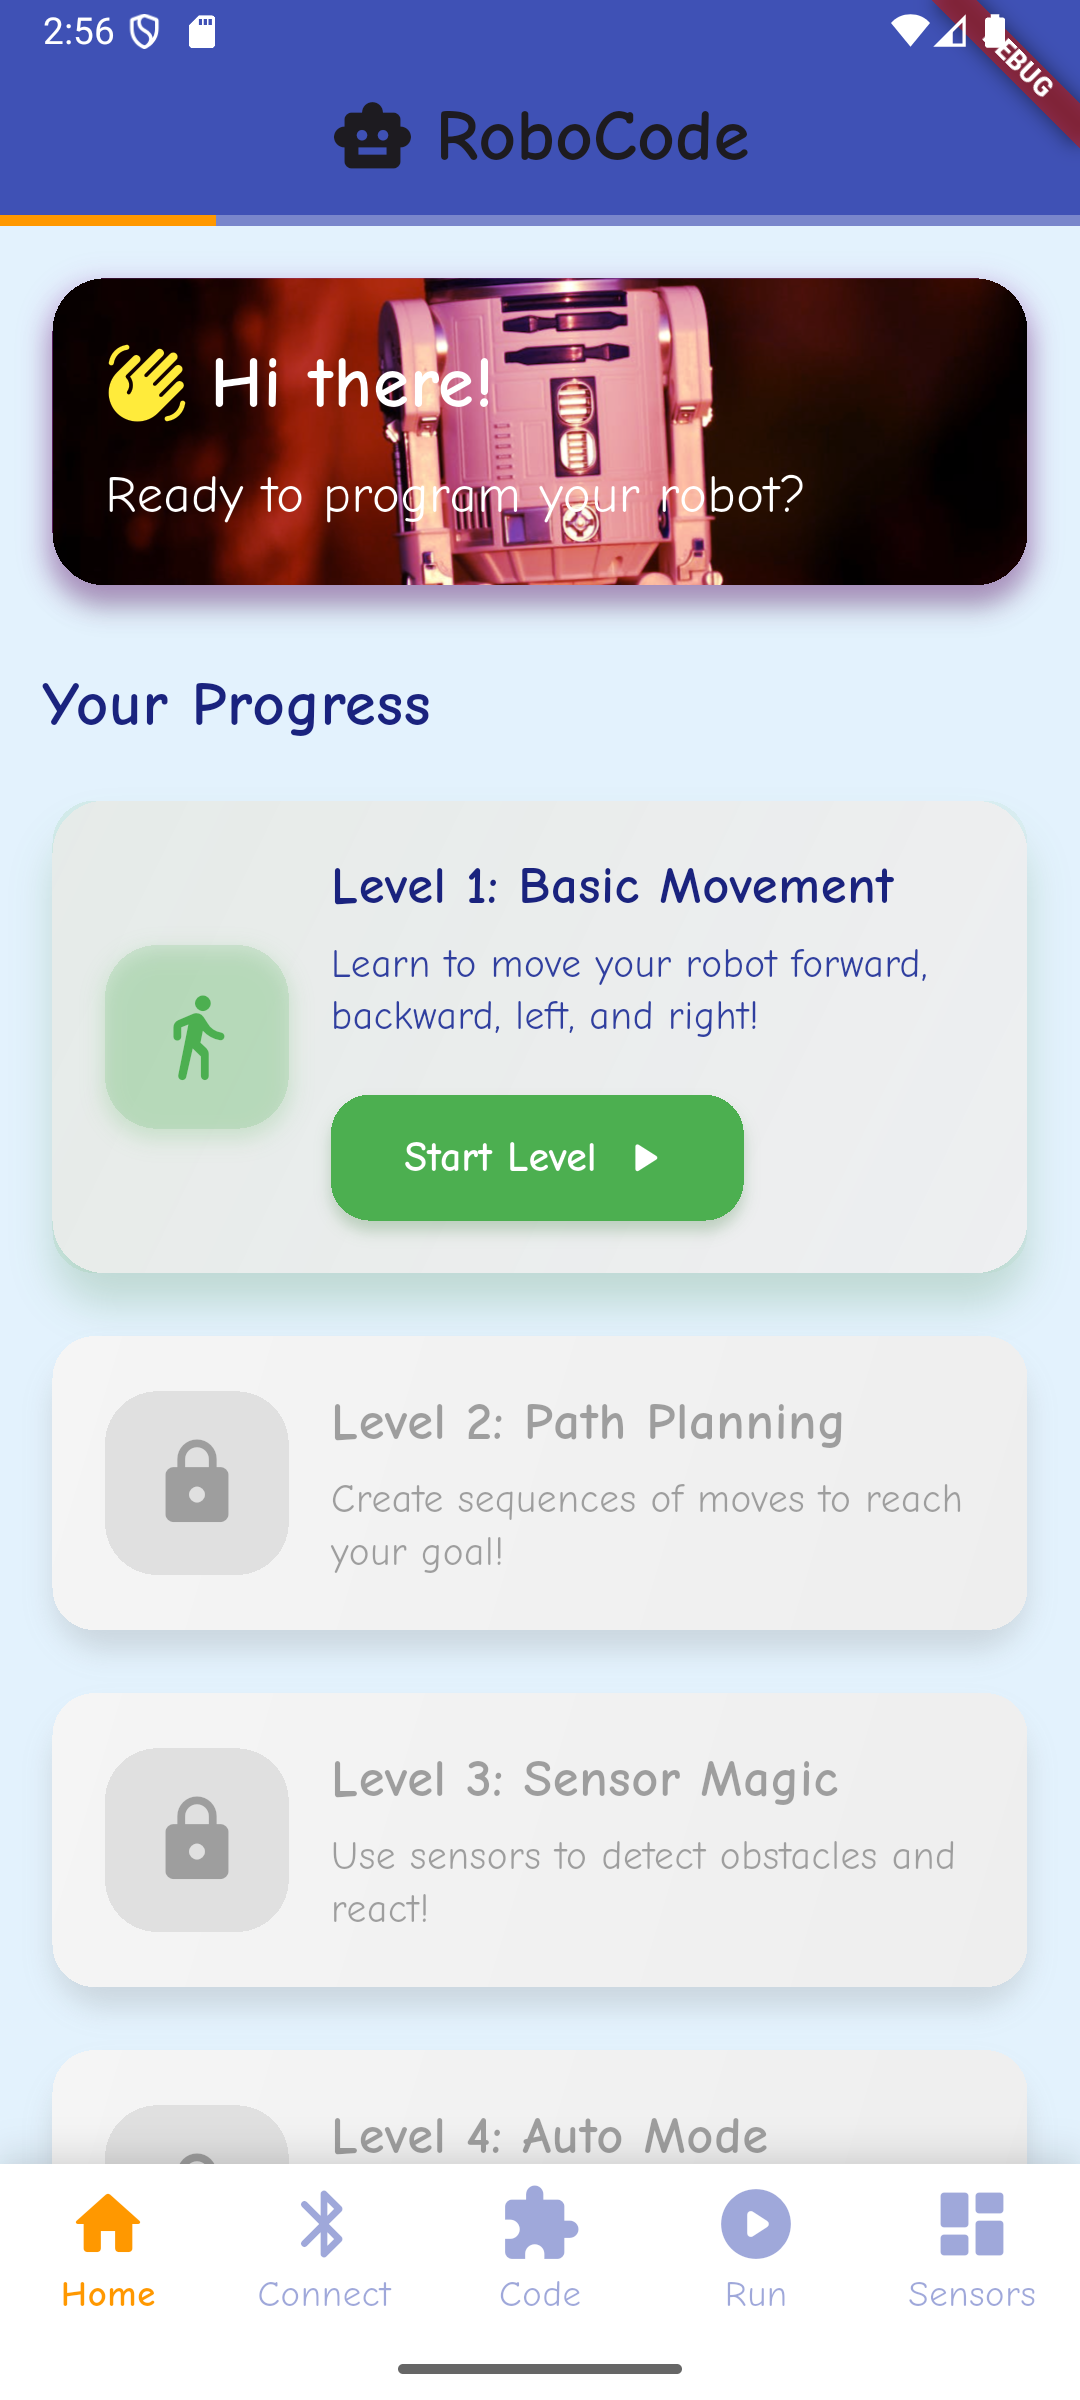 2:56
DEBUG
RoboCode
Hi there!
Ready to program your robot?
Your Progress
Level 1: Basic Movement
Learn to move your robot forward,
backward, left, and right!
Start Level
Level 2: Path Planning
Create sequences of moves to reach
your goal!
Level 3: Sensor Magic
Use sensors to detect obstacles and
react!
Level 4: Auto Mode
Home
Connect
Code
Run
Sensors